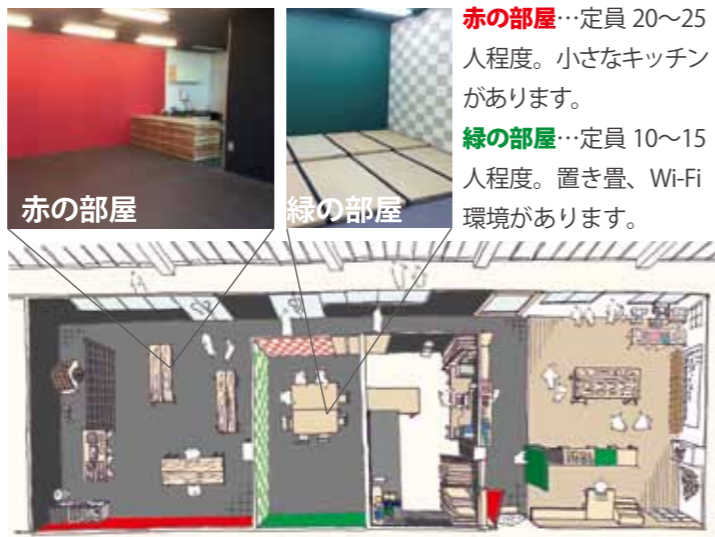 赤の部屋
緑の部屋
赤の部屋…定員 20〜25
人程度。小さなキッチン
があります。
緑の部屋…定員 10〜15
人程度。置き畳、Wi-Fi
環境があります。